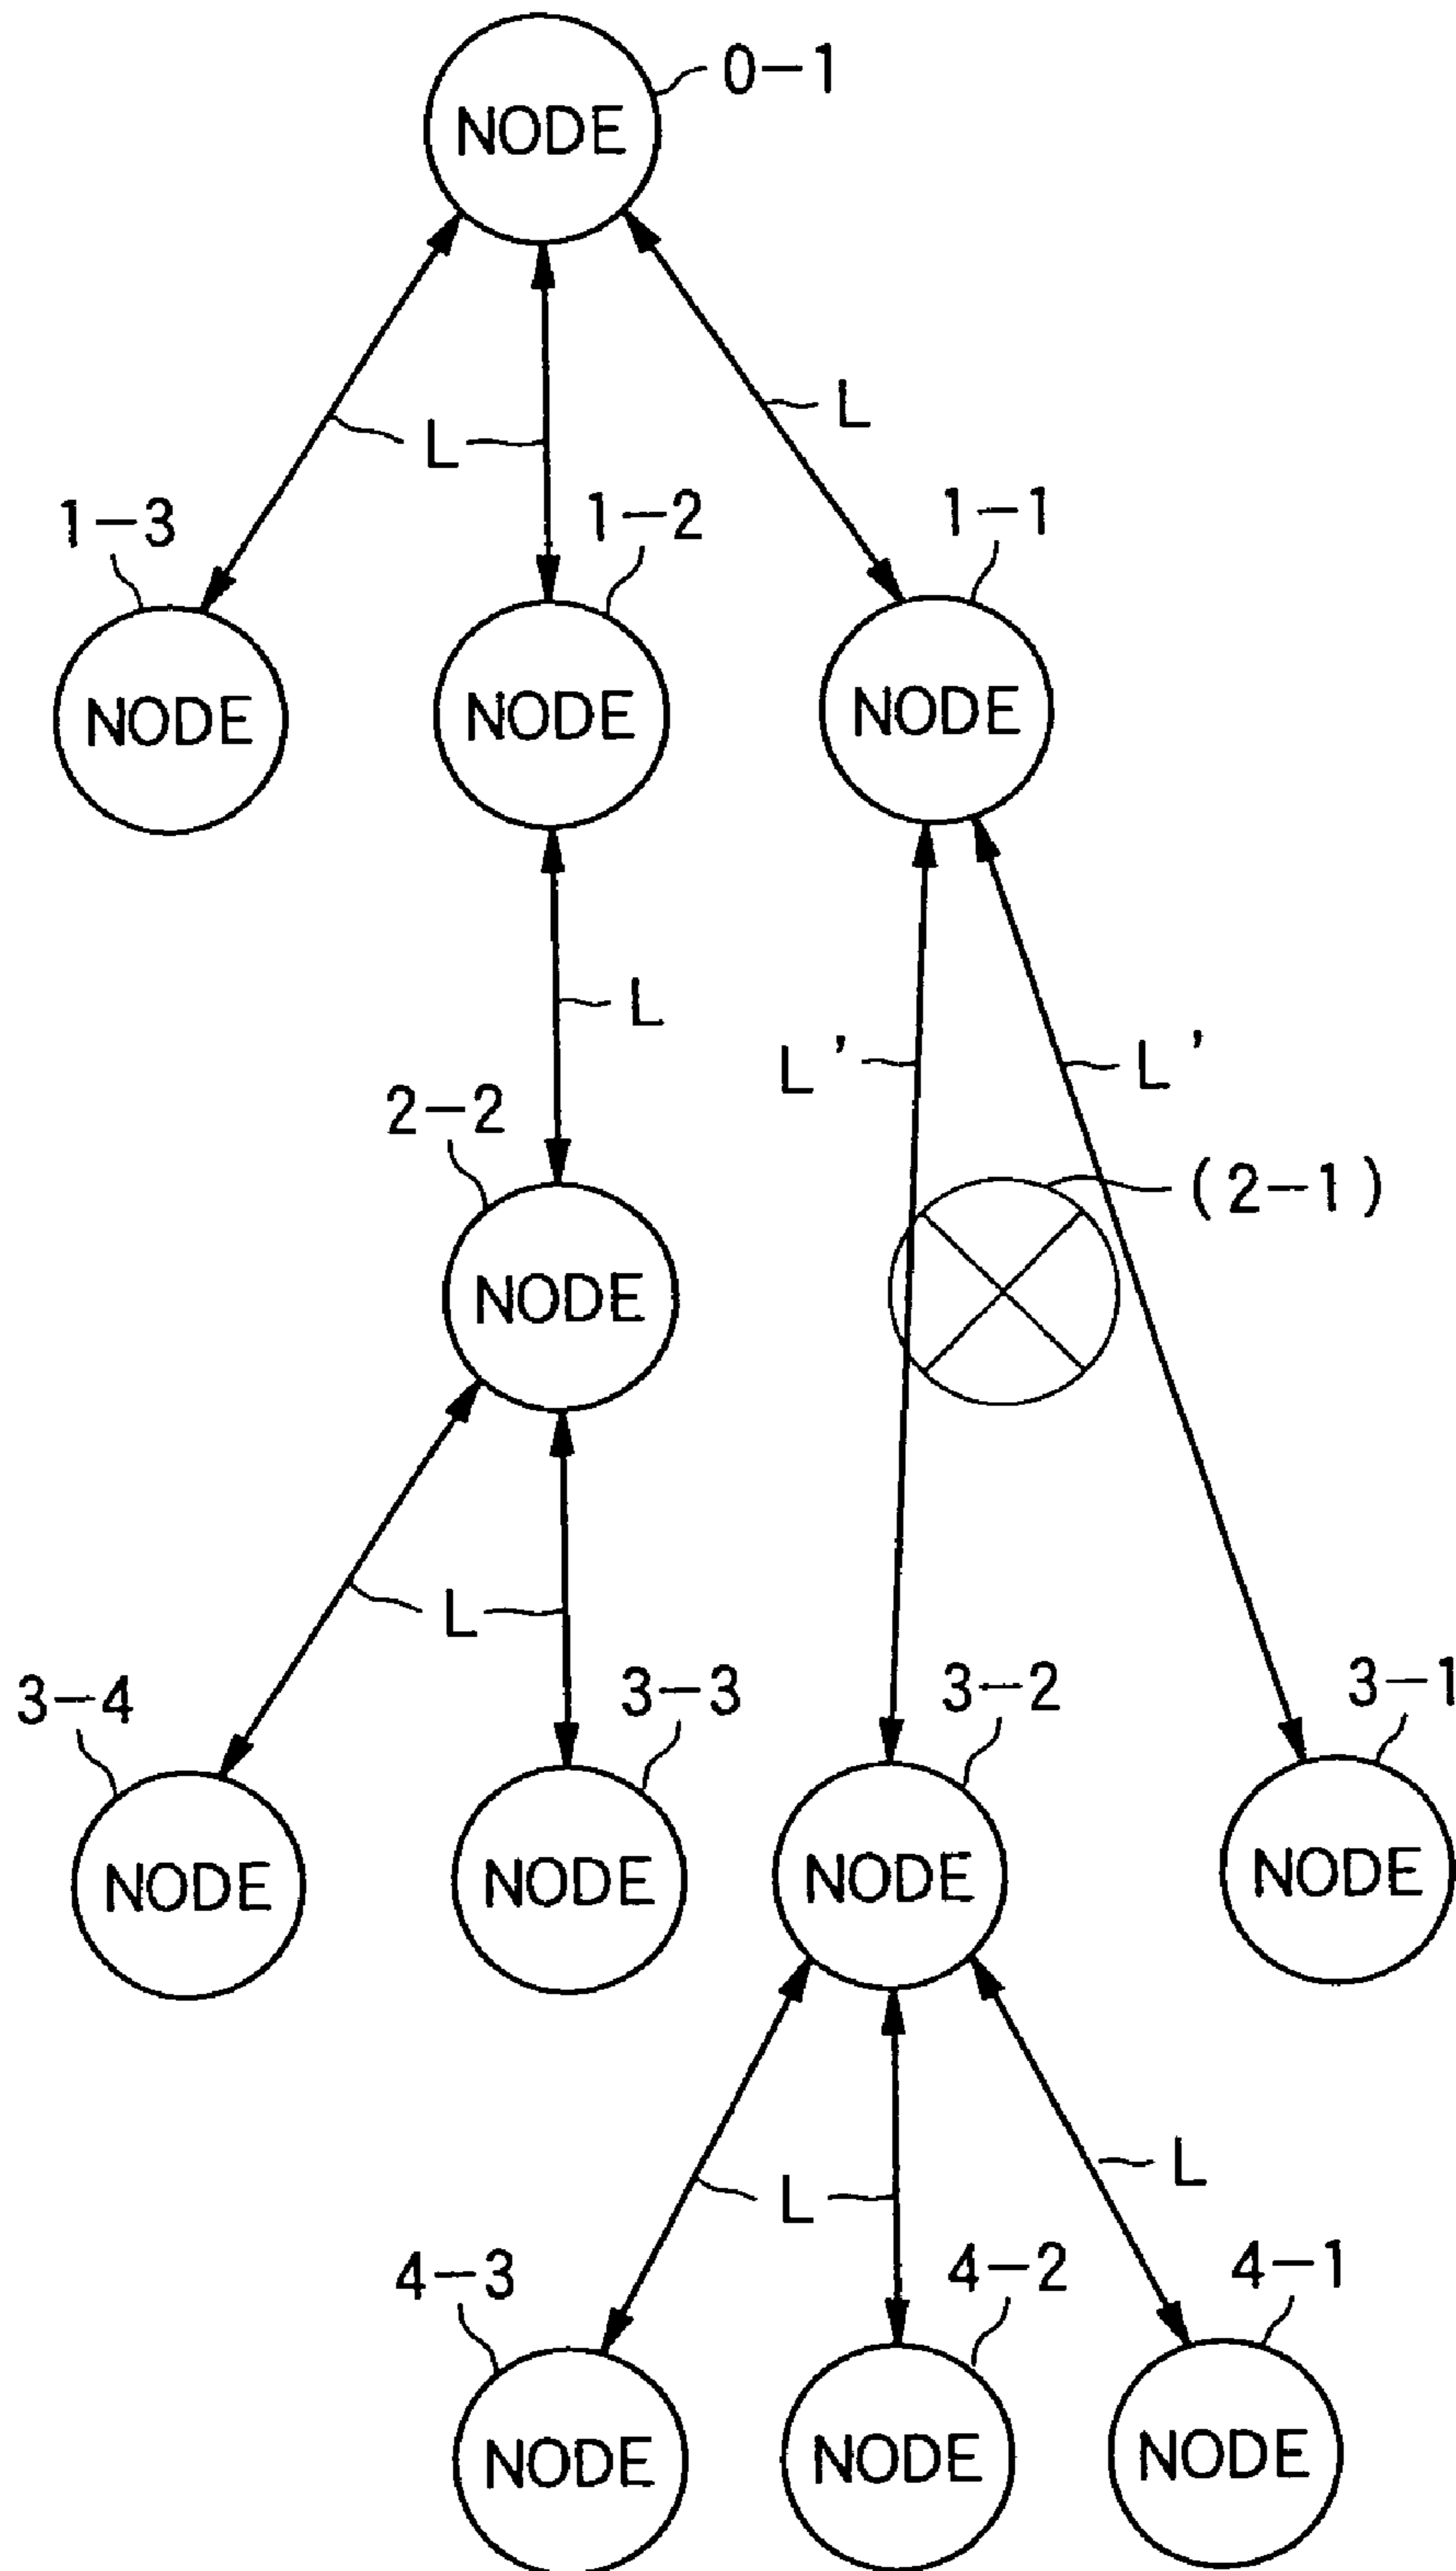 0-1
NODE
L
L
1-3
1-2
1-1
NODE
NODE
NODE
L
L'
L'
2-2
(2-1)
NODE
L
3-4
3-3
3-2
3-1
NODE
NODE
NODE
NODE
L
L
4-3
4-2
4-1
NODE
NODE
NODE